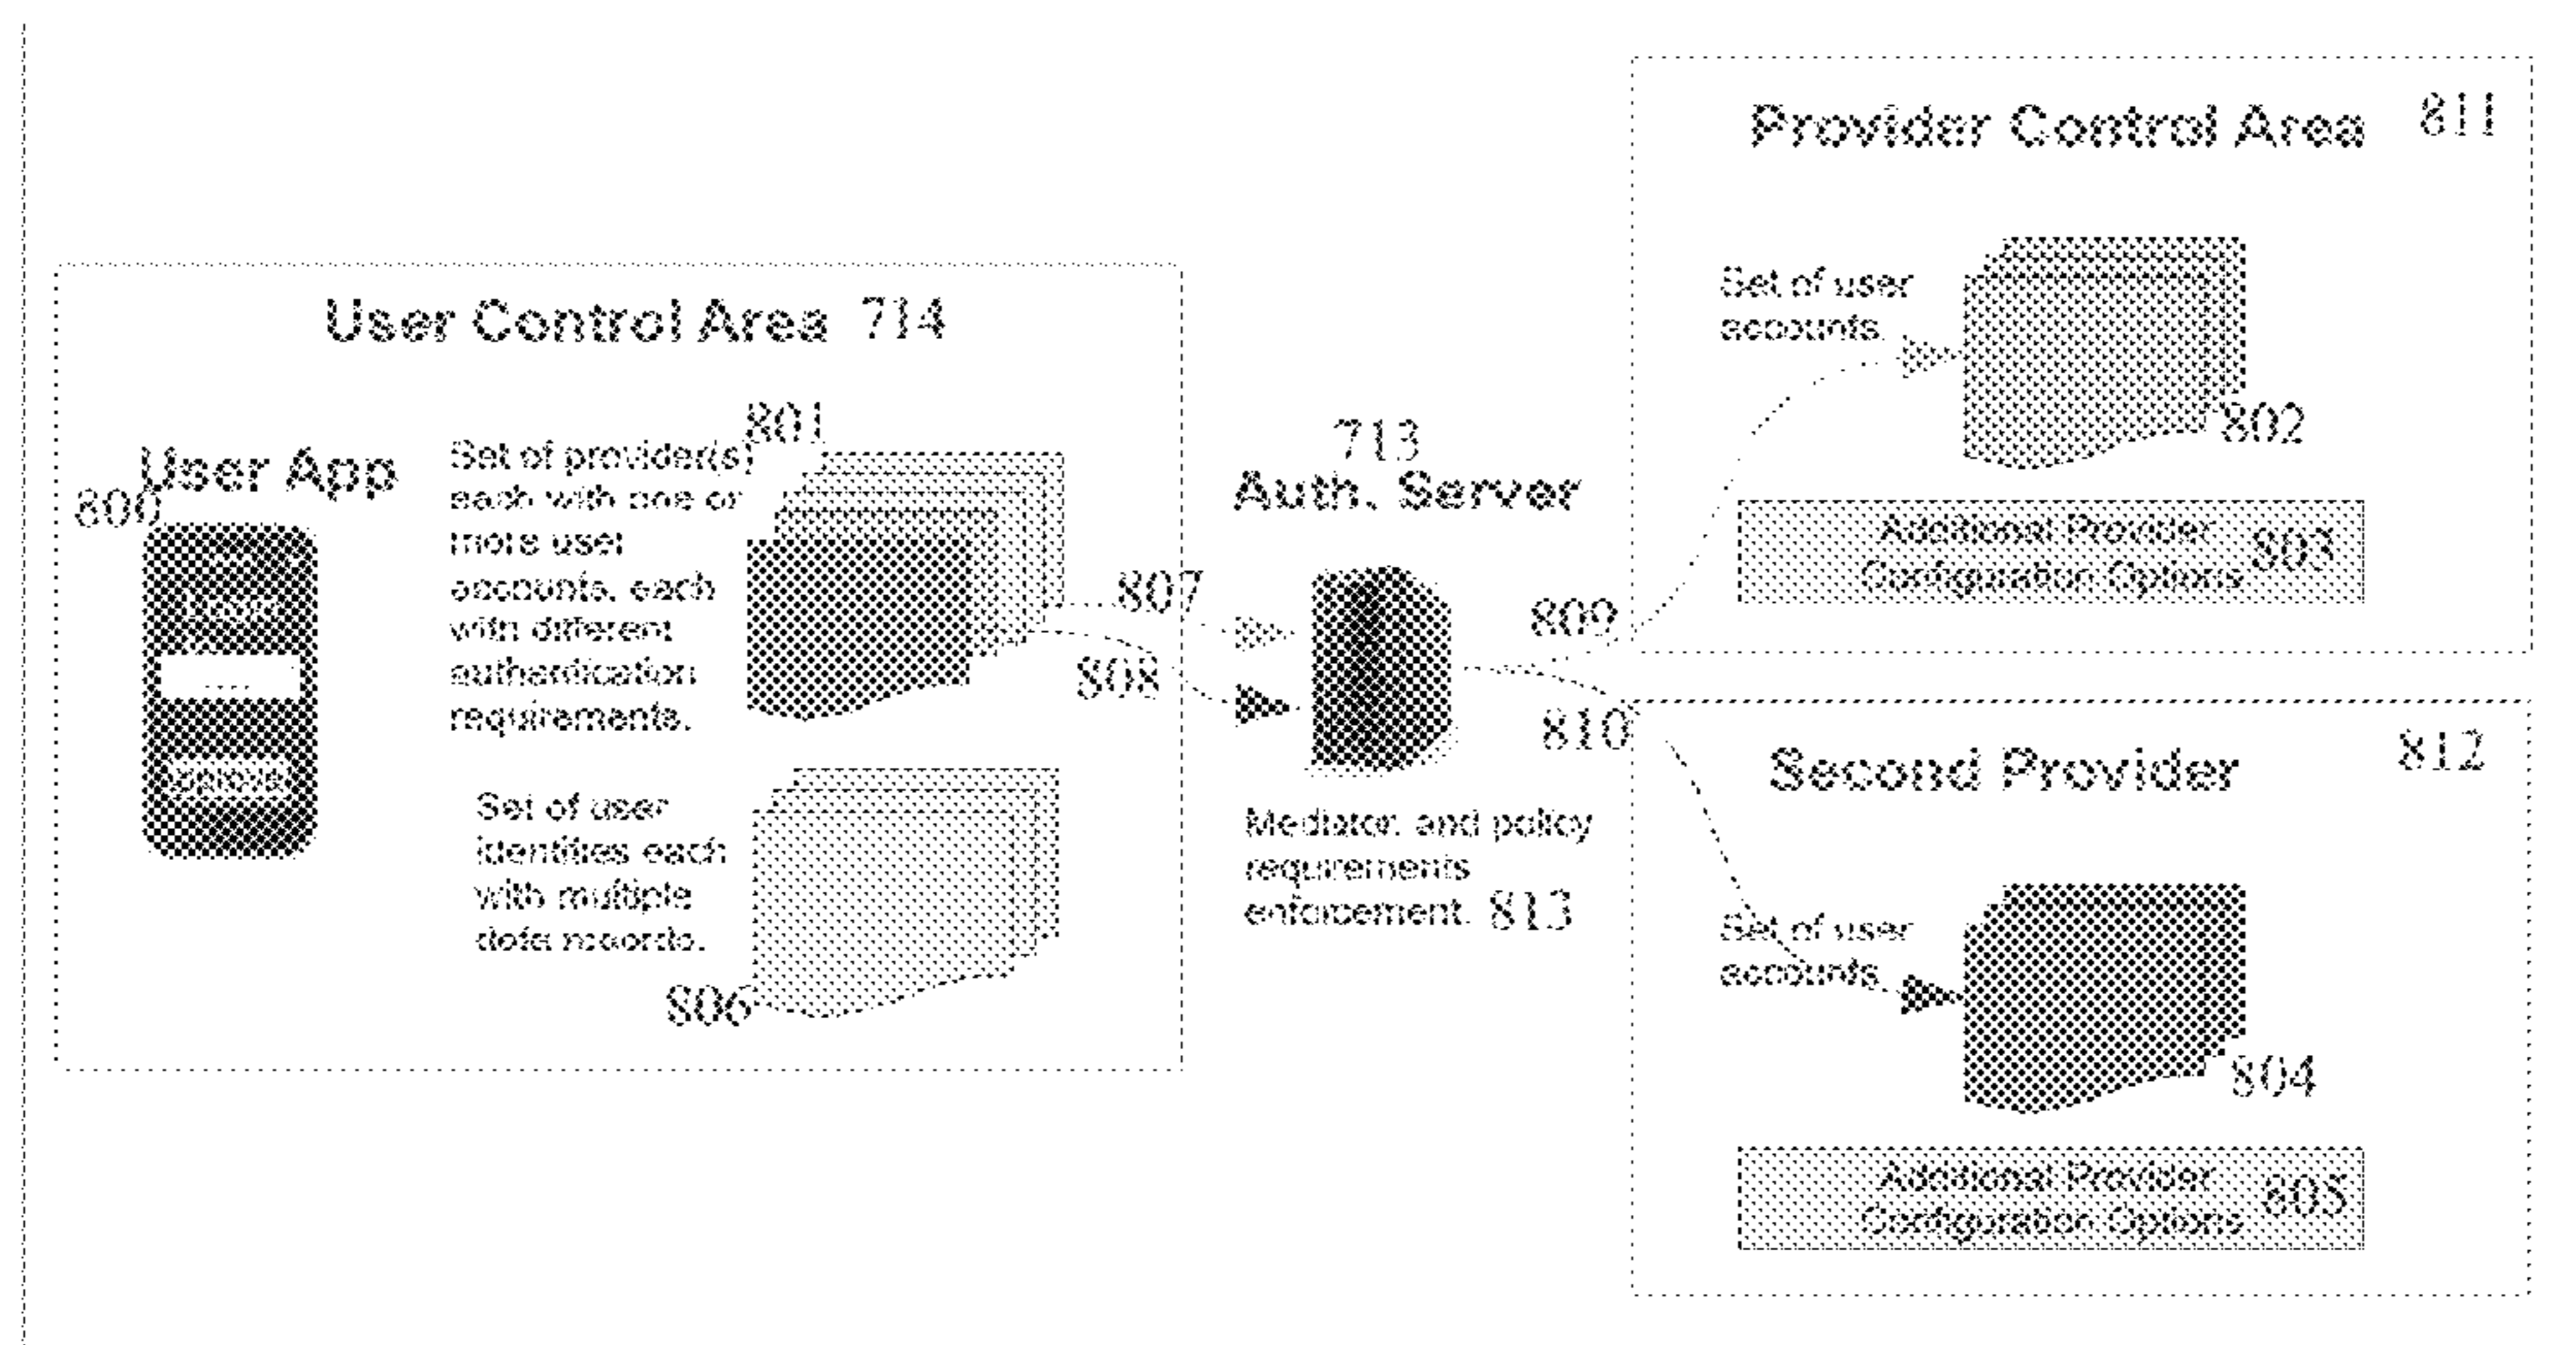 User Control Area 714
User App
800
801
Set of provider(s)
each with one or
more user
accounts, each
with different
authentication
requirements.
Set of user
identities each
with multiple
data records.
806
807
808
713
Auth. Server
Mediator, and policy
requirements
enforcement. 813
809
810
Provider Control Area 811
Set of user
accounts
802
Additional Provider
Configuration Options 803
Second Provider 812
Set of user
accounts
804
Additional Provider
Configuration Options 805